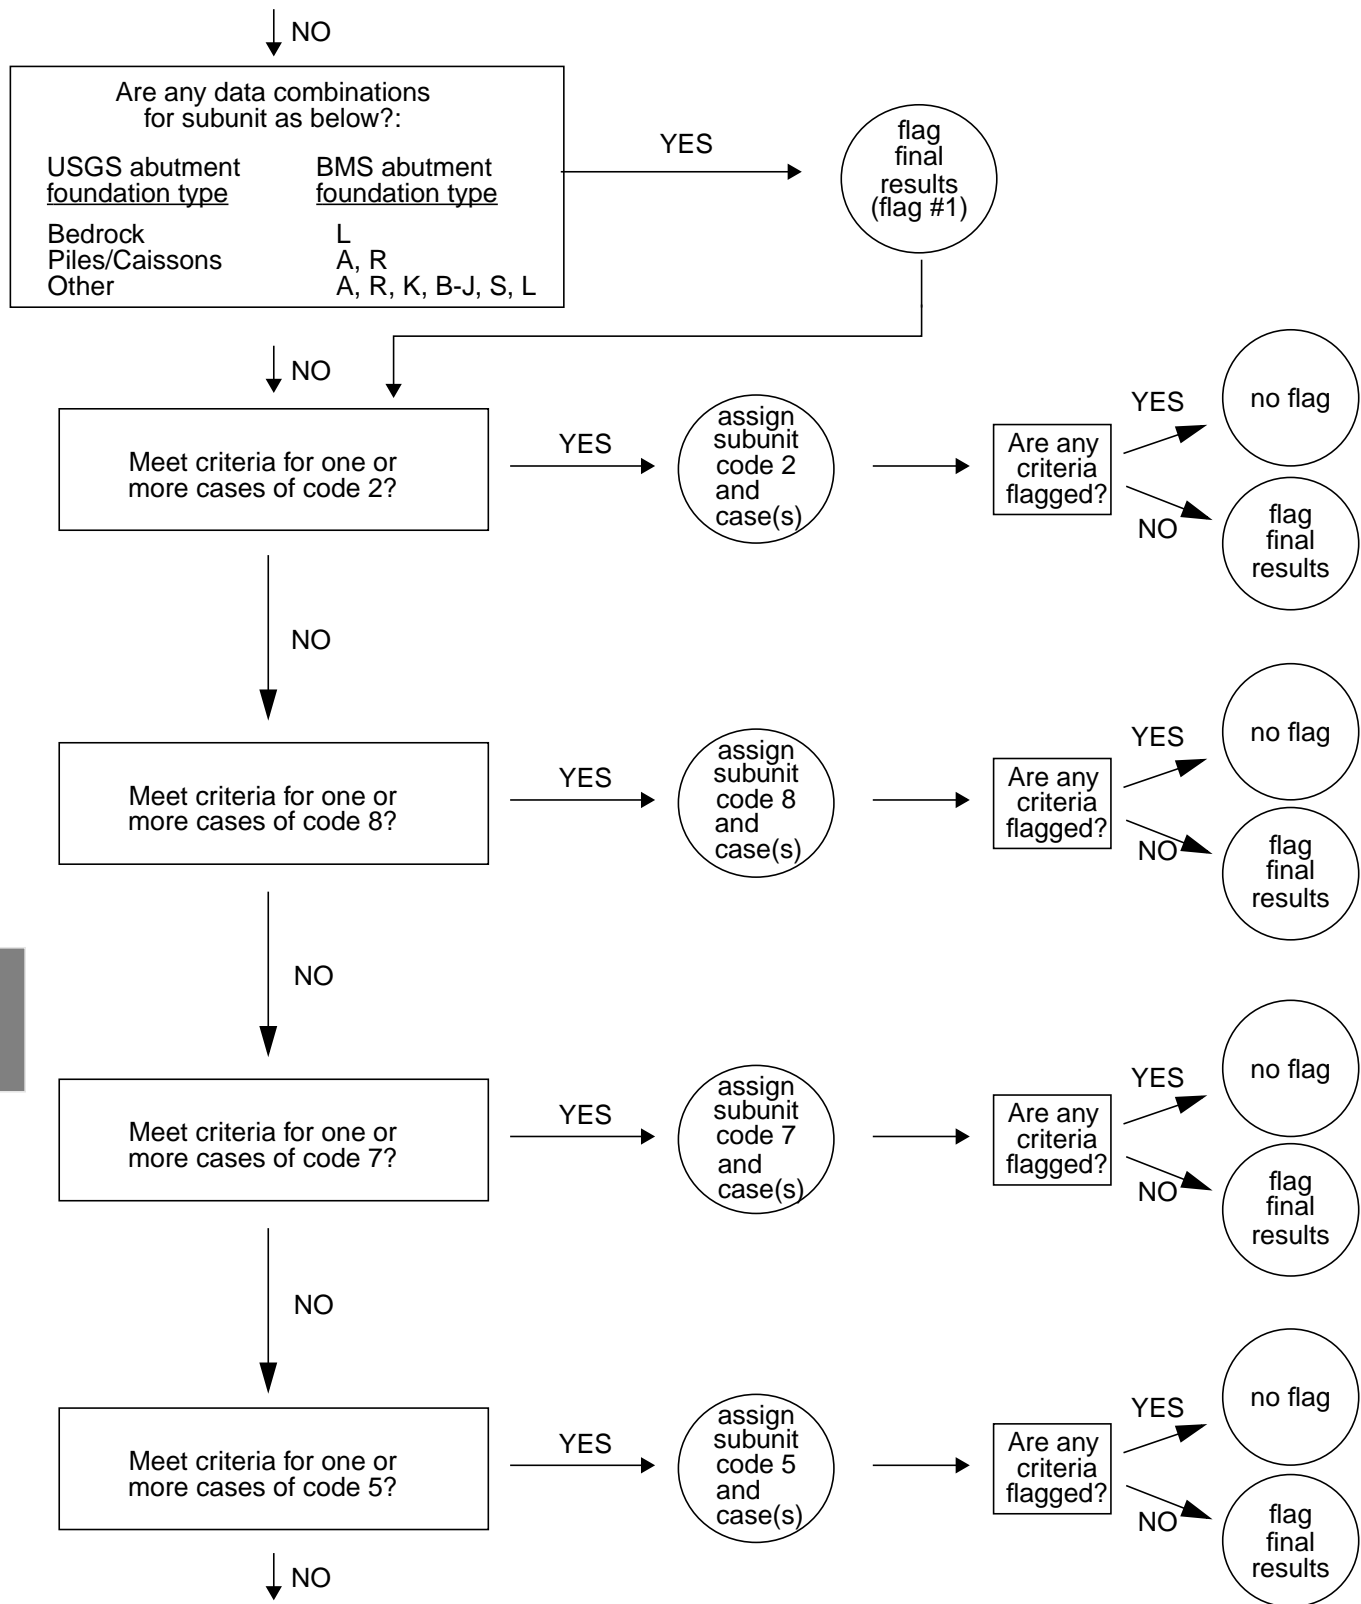 NO
Are any data combinations
for subunit as below?:
USGS abutment
foundation type
BMS abutment
foundation type
Bedrock L
Piles/Caissons A, R
Other A, R, K, B-J, S, L
YES
flag
final
results
(flag #1)
NO
Meet criteria for one or
more cases of code 2?
YES
assign
subunit
code 2
and
case(s)
Are any
criteria
flagged?
YES
no flag
NO
flag
final
results
NO
Meet criteria for one or
more cases of code 8?
YES
assign
subunit
code 8
and
case(s)
Are any
criteria
flagged?
YES
no flag
NO
flag
final
results
NO
Meet criteria for one or
more cases of code 7?
YES
assign
subunit
code 7
and
case(s)
Are any
criteria
flagged?
YES
no flag
NO
flag
final
results
NO
Meet criteria for one or
more cases of code 5?
YES
assign
subunit
code 5
and
case(s)
Are any
criteria
flagged?
YES
no flag
NO
flag
final
results
NO